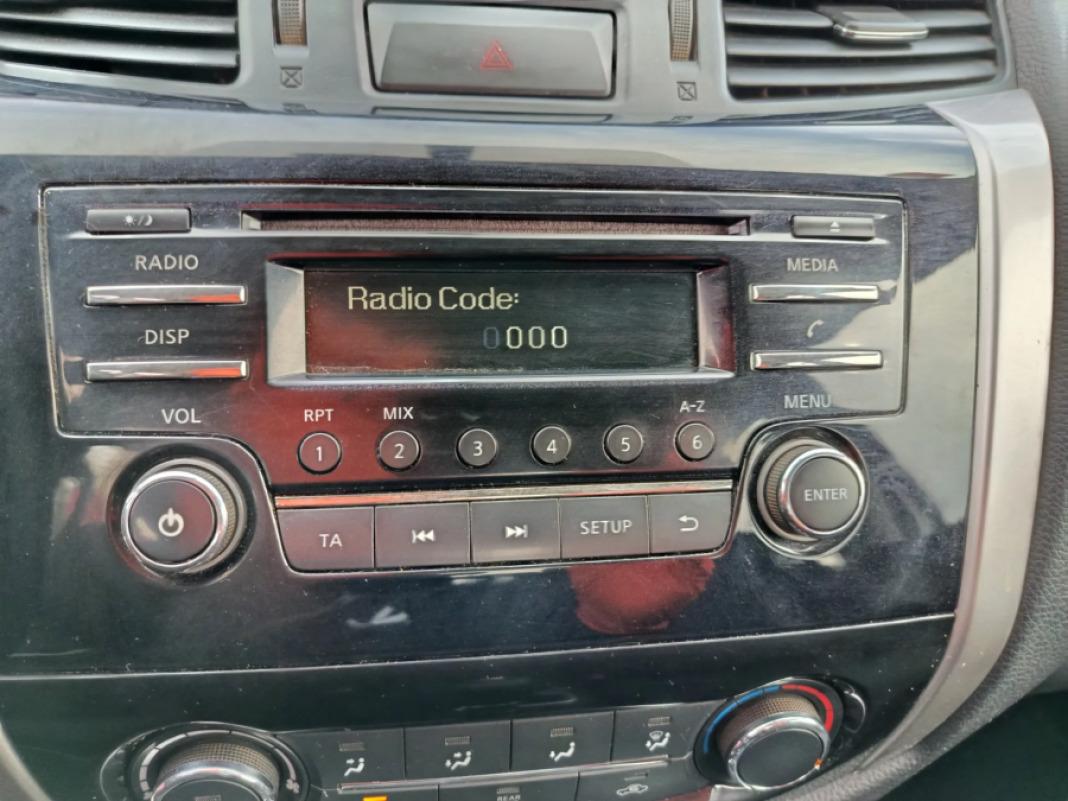 RADIO
MEDIA
Radio Code:
0000
DISP
VOL
RPT
MIX
A-Z
MENU
1
2
3
4
5
6
TA
SETUP
ENTER
REAR